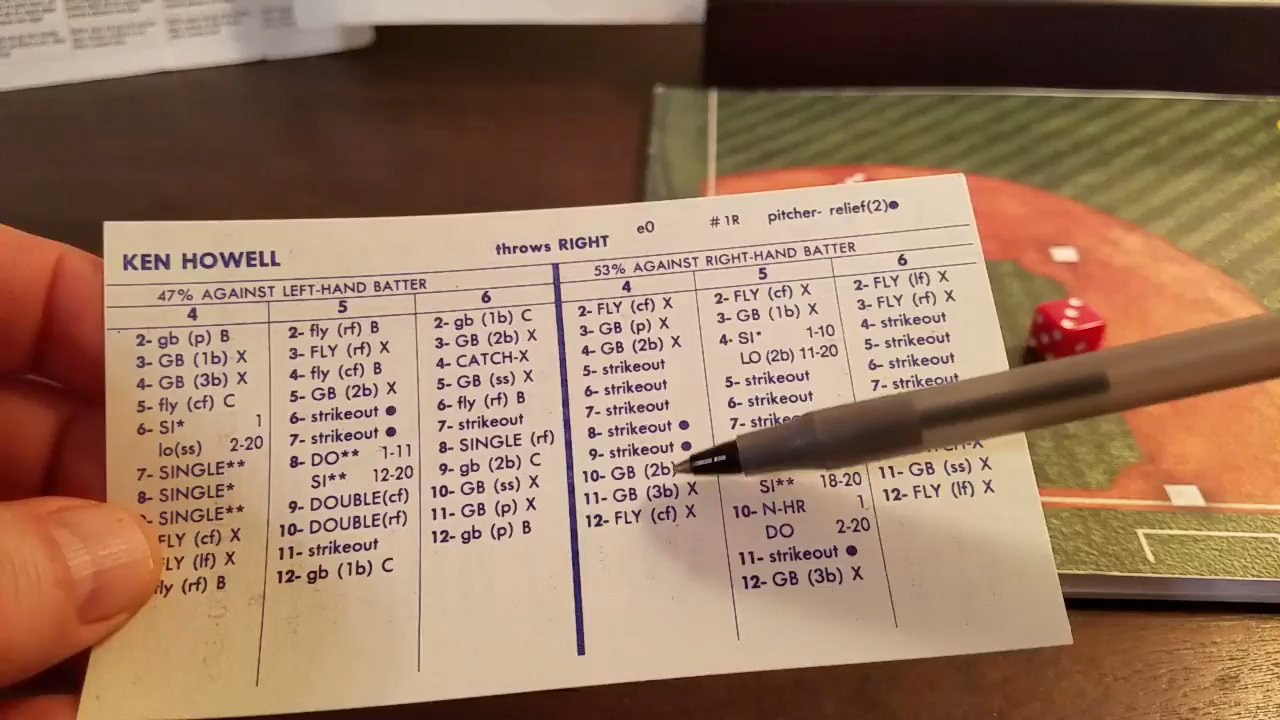 KEN HOWELL
throws RIGHT
e0
#1R
pitcher- relief(2)●
47% AGAINST LEFT-HAND BATTER
4
2- gb (p) B
3- GB (1b) X
4- GB (3b) X
5- fly (cf) C
6- SI* 1
lo(ss) 2-20
7- SINGLE**
8- SINGLE*
SINGLE**
FLY (cf) X
FLY (lf) X
(rf) B
5
2- fly (rf) B
3- FLY (rf) X
4- fly (cf) B
5- GB (2b) X
6- strikeout ●
7- strikeout ●
8- DO** 1-11
SI** 12-20
9- DOUBLE(cf)
10- DOUBLE(rf)
11- strikeout
12- gb (1b) C
6
2- gb (1b) C
3- GB (2b) X
4- CATCH-X
5- GB (ss) X
6- fly (rf) B
7- strikeout
8- SINGLE (rf)
9- gb (2b) C
10- GB (ss) X
11- GB (p) X
12- gb (p) B
53% AGAINST RIGHT-HAND BATTER
4
2- FLY (cf) X
3- GB (p) X
4- GB (2b) X
5- strikeout
6- strikeout
7- strikeout
8- strikeout ●
9- strikeout ●
10- GB (2b)
11- GB (3b) X
12- FLY (cf) X
5
2- FLY (cf) X
3- GB (1b) X
4- SI* 1-10
LO (2b) 11-20
5- strikeout
6- strikeout
7-
SI** 18-20
10- N-HR 1
DO 2-20
11- strikeout ●
12- GB (3b) X
6
2- FLY (lf) X
3- FLY (rf) X
4- strikeout
5- strikeout
6- strikeout
7- strikeout
11- GB (ss) X
12- FLY (lf) X